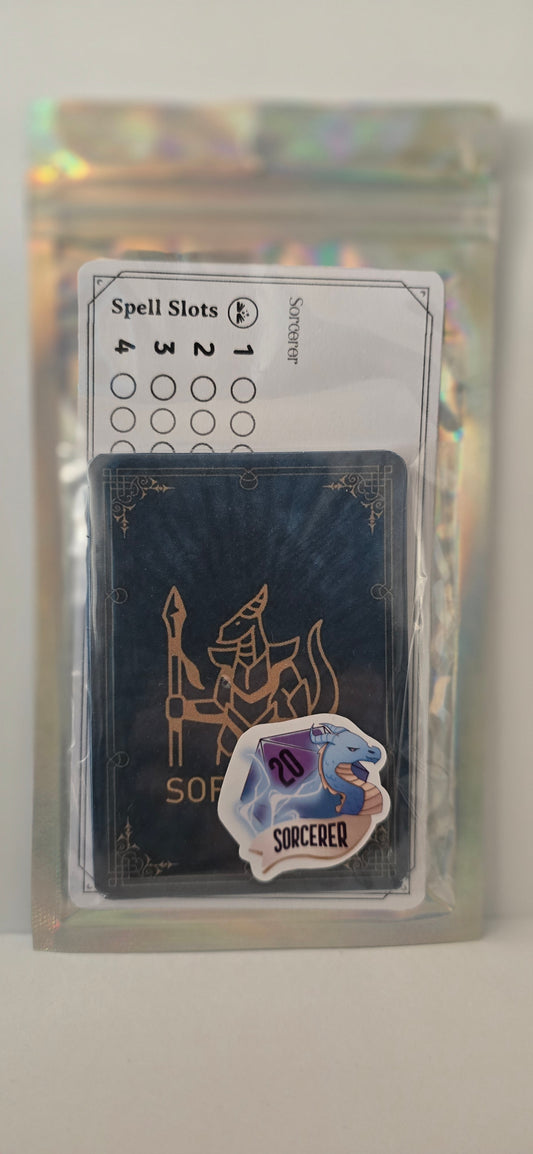 Spell Slots
Sorcerer
4 3 2 1
SOR
20
SORCERER